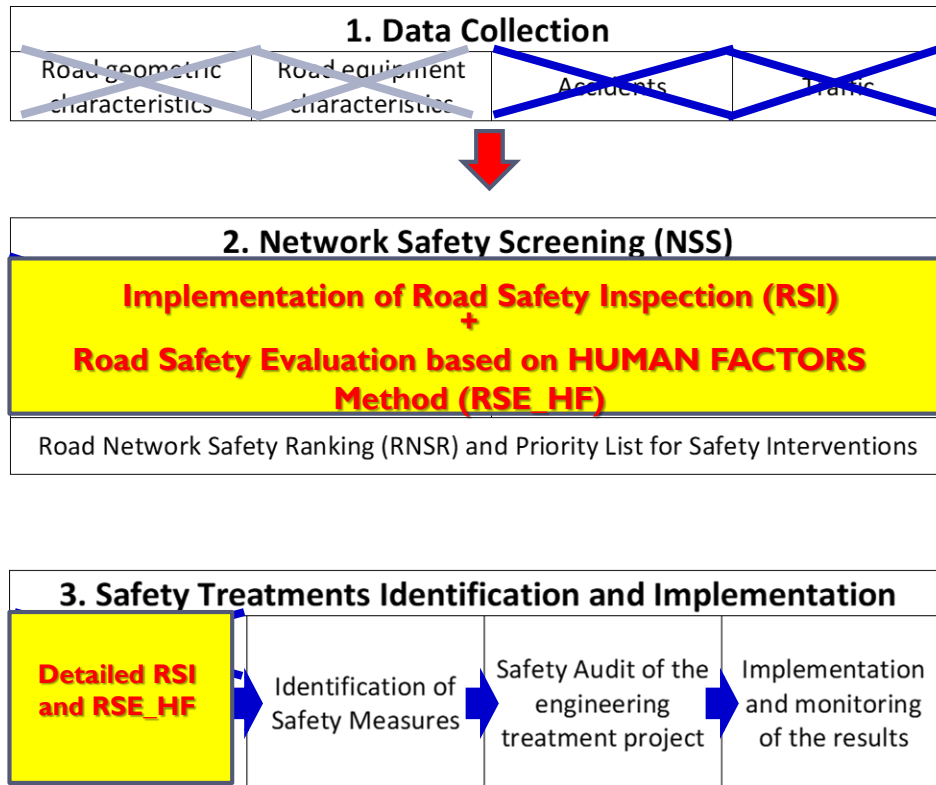 1. Data Collection
Road geometric
characteristics
Road equipment
characteristics
Accidents
Traffic
2. Network Safety Screening (NSS)
Implementation of Road Safety Inspection (RSI)
+
Road Safety Evaluation based on HUMAN FACTORS
Method (RSE_HF)
Road Network Safety Ranking (RNSR) and Priority List for Safety Interventions
3. Safety Treatments Identification and Implementation
Detailed RSI
and RSE_HF
Identification of
Safety Measures
Safety Audit of the
engineering
treatment project
Implementation
and monitoring
of the results